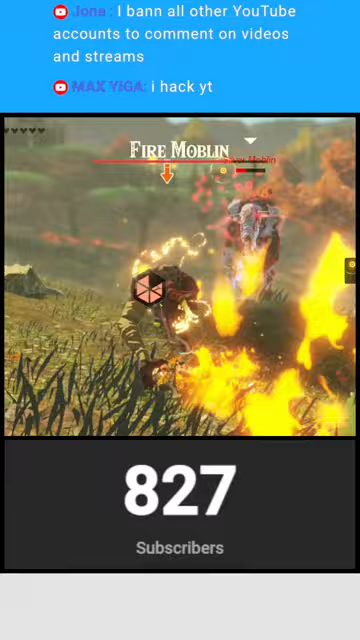 Jona : I bann all other YouTube
accounts to comment on videos
and streams
MAX YIGA: i hack yt
FIRE MOBLIN
Moblin
827
Subscribers